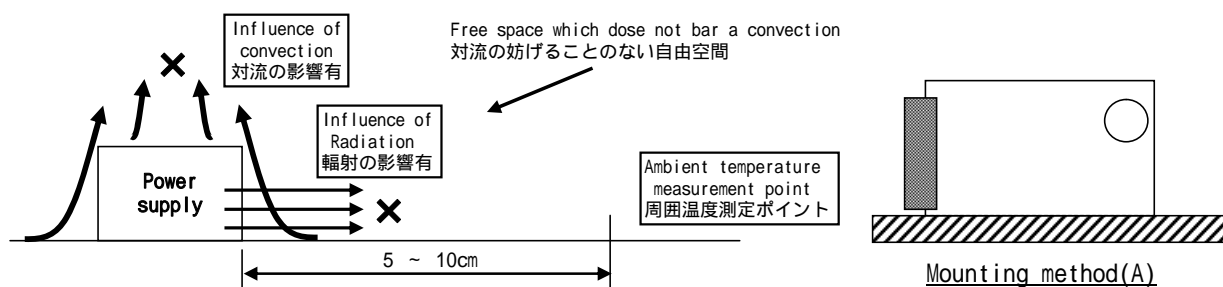 Influence of
convection
対流の影響有
Free space which dose not bar a convection
対流の妨げることのない自由空間
Influence of
Radiation
輻射の影響有
Power
supply
Ambient temperature
measurement point
周囲温度測定ポイント
5 ~ 10cm
Mounting method(A)